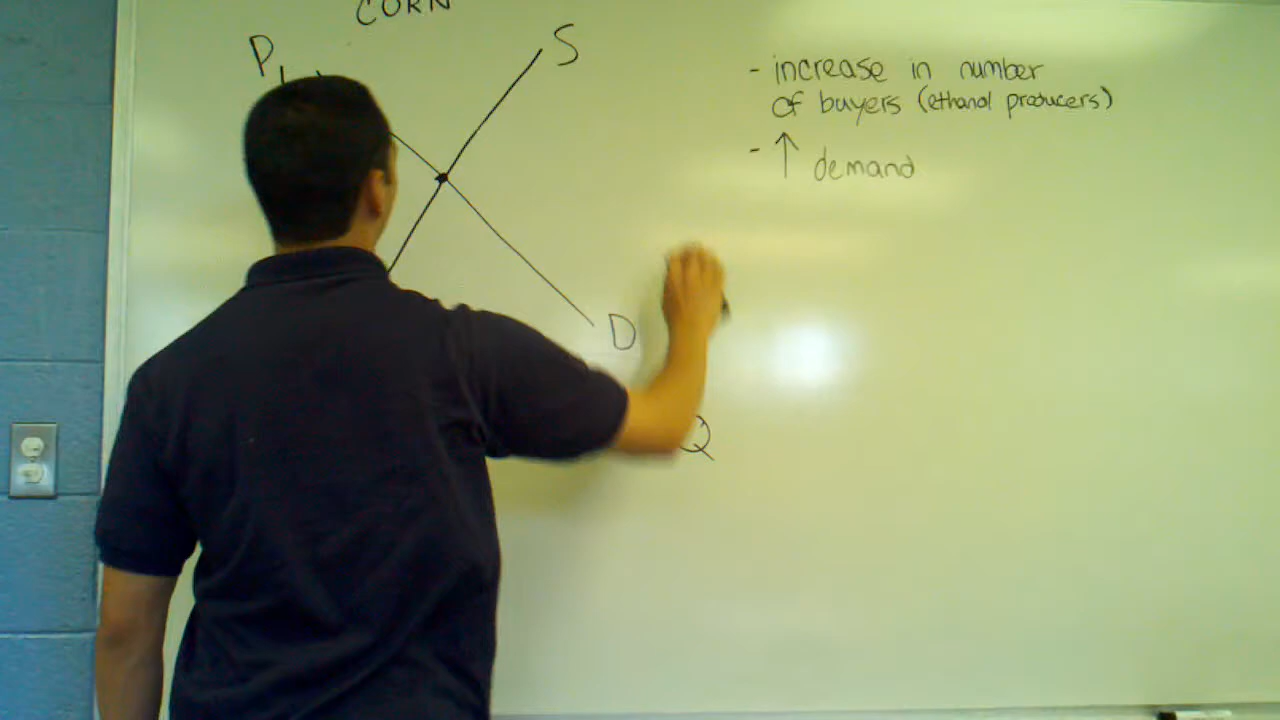 CORN
P
S
- increase in number
of buyers (ethanol producers)
- ↑ demand
D
Q